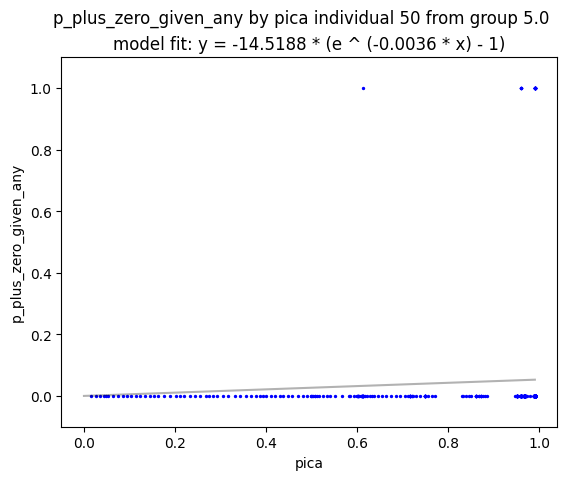 p_plus_zero_given_any by pica individual 50 from group 5.0
model fit: y = -14.5188 * (e ^ (-0.0036 * x) - 1)
1.0
0.8
0.6
0.4
0.2
0.0
p_plus_zero_given_any
0.0 0.2 0.4 0.6 0.8 1.0
pica